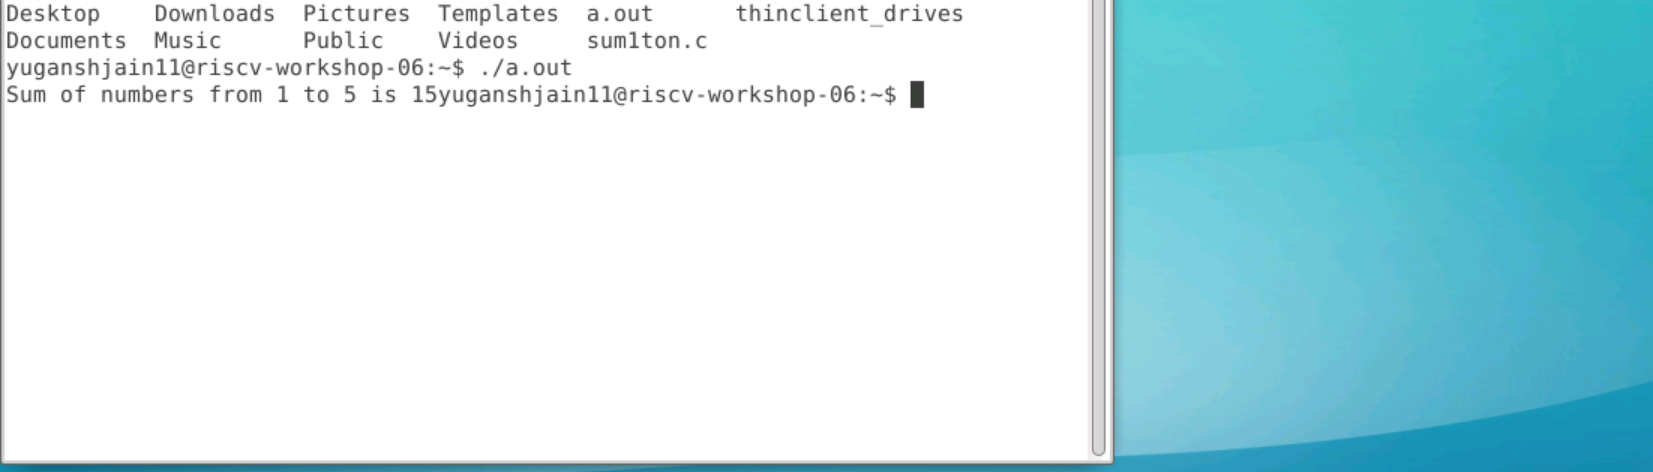 Desktop    Downloads  Pictures  Templates  a.out      thinclient_drives
Documents  Music      Public    Videos     sum1ton.c
yuganshjain11@riscv-workshop-06:~$ ./a.out
Sum of numbers from 1 to 5 is 15yuganshjain11@riscv-workshop-06:~$